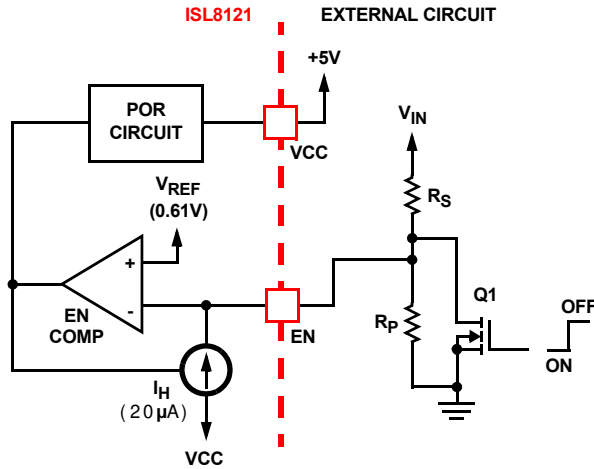 ISL8121
EXTERNAL CIRCUIT
+5V
POR
CIRCUIT
VCC
VIN
VREF
(0.61V)
RS
+
-
EN
COMP
EN
RP
Q1
OFF
ON
IH
(20µA)
VCC